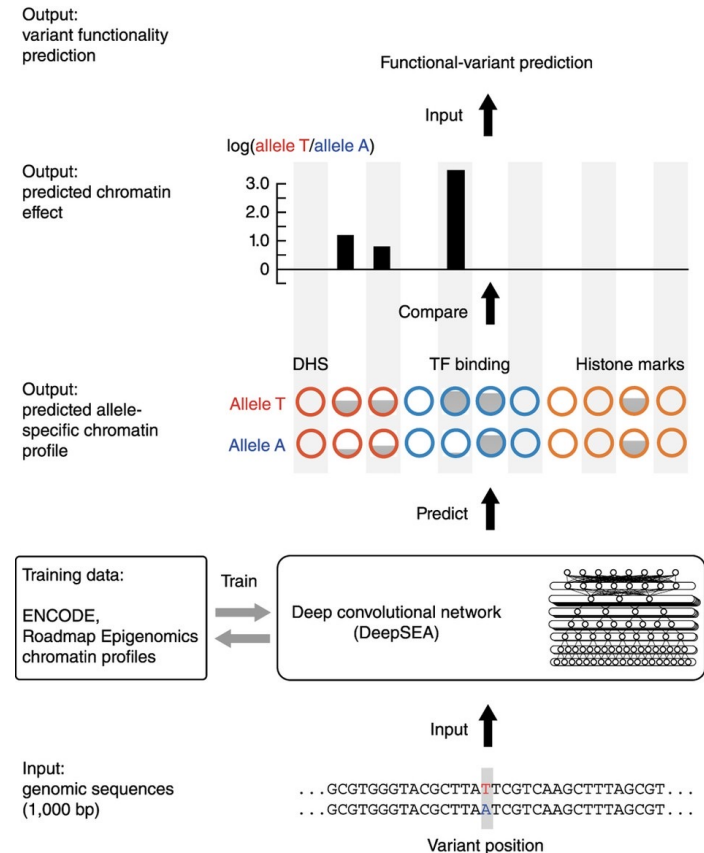 Output:
variant functionality
prediction
Functional-variant prediction
Input
log(allele T/allele A)
Output:
predicted chromatin
effect
3.0
2.0
1.0
0
Compare
DHS
TF binding
Histone marks
Output:
predicted allele-
specific chromatin
profile
Allele T
Allele A
Predict
Training data:
ENCODE,
Roadmap Epigenomics
chromatin profiles
Train
Deep convolutional network
(DeepSEA)
Input
Input:
genomic sequences
(1,000 bp)
...GCGTGGGTACGCTTATTCGTCAAGCTTTAGCGT...
...GCGTGGGTACGCTTAATCGTCAAGCTTTAGCGT...
Variant position